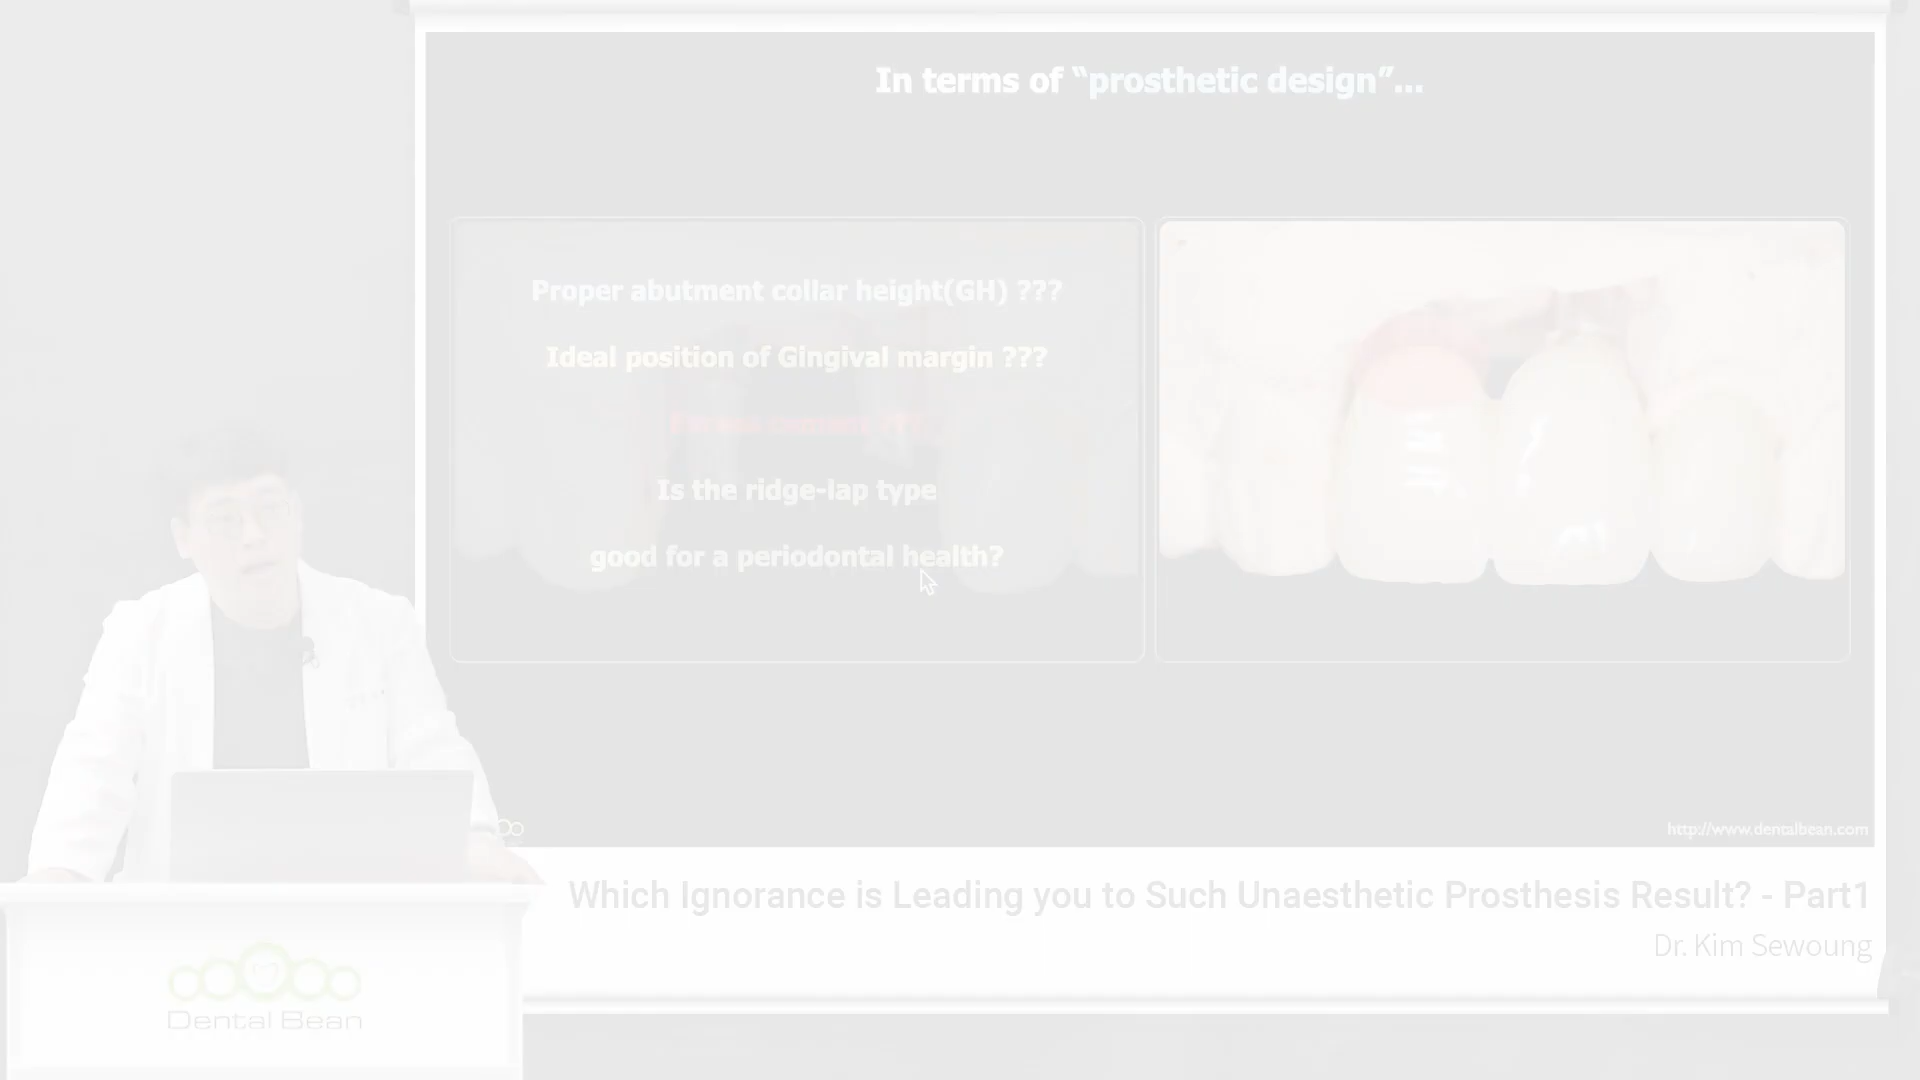 In terms of “prosthetic design”...
Proper abutment collar height(GH) ???
Ideal position of Gingival margin ???
???
Is the ridge-lap type
good for a periodontal health?
http://www.dentalbean.com
Which Ignorance is Leading you to Such Unaesthetic Prosthesis Result? - Part1
Dr. Kim Sewoung
Dental Bean